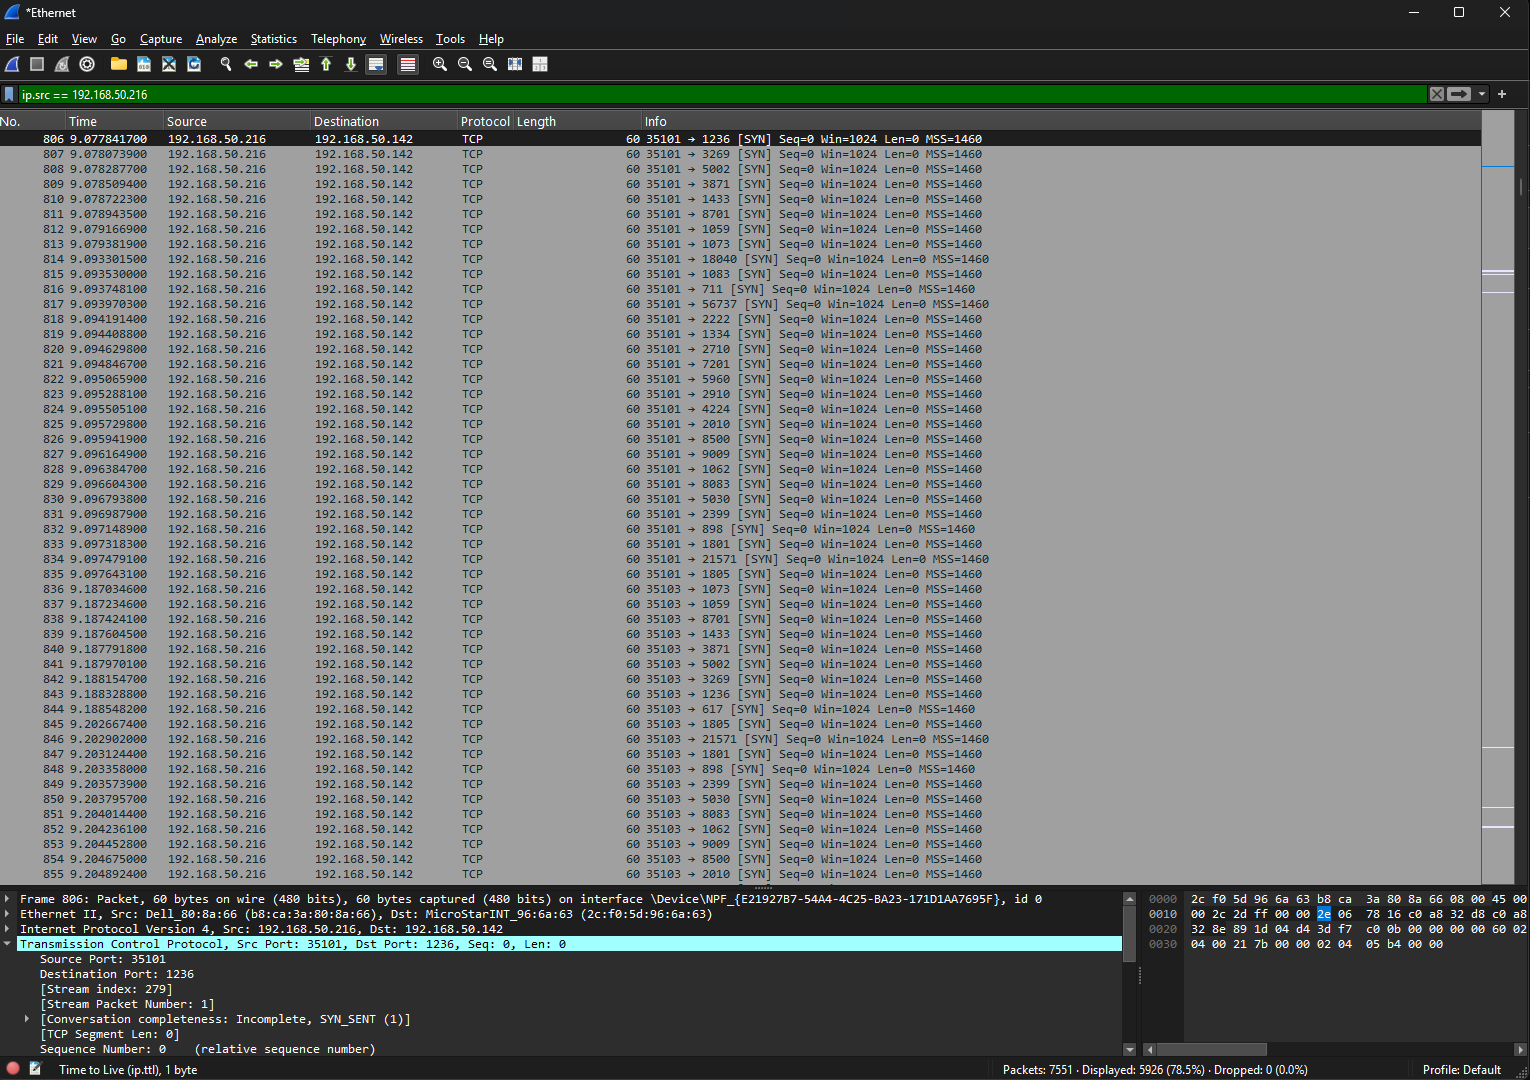 *Ethernet
File Edit View Go Capture Analyze Statistics Telephony Wireless Tools Help
ip.src == 192.168.50.216
No. Time Source Destination Protocol Length Info
806 9.077841700 192.168.50.216 192.168.50.142 TCP 60 35101 → 1236 [SYN] Seq=0 Win=1024 Len=0 MSS=1460
807 9.078073900 192.168.50.216 192.168.50.142 TCP 60 35101 → 3269 [SYN] Seq=0 Win=1024 Len=0 MSS=1460
808 9.078287700 192.168.50.216 192.168.50.142 TCP 60 35101 → 5002 [SYN] Seq=0 Win=1024 Len=0 MSS=1460
809 9.078509400 192.168.50.216 192.168.50.142 TCP 60 35101 → 3871 [SYN] Seq=0 Win=1024 Len=0 MSS=1460
810 9.078722300 192.168.50.216 192.168.50.142 TCP 60 35101 → 1433 [SYN] Seq=0 Win=1024 Len=0 MSS=1460
811 9.078943500 192.168.50.216 192.168.50.142 TCP 60 35101 → 8701 [SYN] Seq=0 Win=1024 Len=0 MSS=1460
812 9.079166900 192.168.50.216 192.168.50.142 TCP 60 35101 → 1059 [SYN] Seq=0 Win=1024 Len=0 MSS=1460
813 9.079381900 192.168.50.216 192.168.50.142 TCP 60 35101 → 1073 [SYN] Seq=0 Win=1024 Len=0 MSS=1460
814 9.093301500 192.168.50.216 192.168.50.142 TCP 60 35101 → 18040 [SYN] Seq=0 Win=1024 Len=0 MSS=1460
815 9.093530000 192.168.50.216 192.168.50.142 TCP 60 35101 → 1083 [SYN] Seq=0 Win=1024 Len=0 MSS=1460
816 9.093748100 192.168.50.216 192.168.50.142 TCP 60 35101 → 711 [SYN] Seq=0 Win=1024 Len=0 MSS=1460
817 9.093970300 192.168.50.216 192.168.50.142 TCP 60 35101 → 56737 [SYN] Seq=0 Win=1024 Len=0 MSS=1460
818 9.094191400 192.168.50.216 192.168.50.142 TCP 60 35101 → 2222 [SYN] Seq=0 Win=1024 Len=0 MSS=1460
819 9.094408800 192.168.50.216 192.168.50.142 TCP 60 35101 → 1334 [SYN] Seq=0 Win=1024 Len=0 MSS=1460
820 9.094629800 192.168.50.216 192.168.50.142 TCP 60 35101 → 2710 [SYN] Seq=0 Win=1024 Len=0 MSS=1460
821 9.094846700 192.168.50.216 192.168.50.142 TCP 60 35101 → 7201 [SYN] Seq=0 Win=1024 Len=0 MSS=1460
822 9.095065900 192.168.50.216 192.168.50.142 TCP 60 35101 → 5960 [SYN] Seq=0 Win=1024 Len=0 MSS=1460
823 9.095288100 192.168.50.216 192.168.50.142 TCP 60 35101 → 2910 [SYN] Seq=0 Win=1024 Len=0 MSS=1460
824 9.095505100 192.168.50.216 192.168.50.142 TCP 60 35101 → 4224 [SYN] Seq=0 Win=1024 Len=0 MSS=1460
825 9.095729800 192.168.50.216 192.168.50.142 TCP 60 35101 → 2010 [SYN] Seq=0 Win=1024 Len=0 MSS=1460
826 9.095941900 192.168.50.216 192.168.50.142 TCP 60 35101 → 8500 [SYN] Seq=0 Win=1024 Len=0 MSS=1460
827 9.096164900 192.168.50.216 192.168.50.142 TCP 60 35101 → 9009 [SYN] Seq=0 Win=1024 Len=0 MSS=1460
828 9.096384700 192.168.50.216 192.168.50.142 TCP 60 35101 → 1062 [SYN] Seq=0 Win=1024 Len=0 MSS=1460
829 9.096604300 192.168.50.216 192.168.50.142 TCP 60 35101 → 8083 [SYN] Seq=0 Win=1024 Len=0 MSS=1460
830 9.096793800 192.168.50.216 192.168.50.142 TCP 60 35101 → 5030 [SYN] Seq=0 Win=1024 Len=0 MSS=1460
831 9.096987900 192.168.50.216 192.168.50.142 TCP 60 35101 → 2399 [SYN] Seq=0 Win=1024 Len=0 MSS=1460
832 9.097148900 192.168.50.216 192.168.50.142 TCP 60 35101 → 898 [SYN] Seq=0 Win=1024 Len=0 MSS=1460
833 9.097318300 192.168.50.216 192.168.50.142 TCP 60 35101 → 1801 [SYN] Seq=0 Win=1024 Len=0 MSS=1460
834 9.097479100 192.168.50.216 192.168.50.142 TCP 60 35101 → 21571 [SYN] Seq=0 Win=1024 Len=0 MSS=1460
835 9.097643100 192.168.50.216 192.168.50.142 TCP 60 35101 → 1805 [SYN] Seq=0 Win=1024 Len=0 MSS=1460
836 9.187034600 192.168.50.216 192.168.50.142 TCP 60 35103 → 1073 [SYN] Seq=0 Win=1024 Len=0 MSS=1460
837 9.187234600 192.168.50.216 192.168.50.142 TCP 60 35103 → 1059 [SYN] Seq=0 Win=1024 Len=0 MSS=1460
838 9.187424100 192.168.50.216 192.168.50.142 TCP 60 35103 → 8701 [SYN] Seq=0 Win=1024 Len=0 MSS=1460
839 9.187604500 192.168.50.216 192.168.50.142 TCP 60 35103 → 1433 [SYN] Seq=0 Win=1024 Len=0 MSS=1460
840 9.187791800 192.168.50.216 192.168.50.142 TCP 60 35103 → 3871 [SYN] Seq=0 Win=1024 Len=0 MSS=1460
841 9.187970100 192.168.50.216 192.168.50.142 TCP 60 35103 → 5002 [SYN] Seq=0 Win=1024 Len=0 MSS=1460
842 9.188154700 192.168.50.216 192.168.50.142 TCP 60 35103 → 3269 [SYN] Seq=0 Win=1024 Len=0 MSS=1460
843 9.188328800 192.168.50.216 192.168.50.142 TCP 60 35103 → 1236 [SYN] Seq=0 Win=1024 Len=0 MSS=1460
844 9.188548200 192.168.50.216 192.168.50.142 TCP 60 35103 → 617 [SYN] Seq=0 Win=1024 Len=0 MSS=1460
845 9.202667400 192.168.50.216 192.168.50.142 TCP 60 35103 → 1805 [SYN] Seq=0 Win=1024 Len=0 MSS=1460
846 9.202902000 192.168.50.216 192.168.50.142 TCP 60 35103 → 21571 [SYN] Seq=0 Win=1024 Len=0 MSS=1460
847 9.203124400 192.168.50.216 192.168.50.142 TCP 60 35103 → 1801 [SYN] Seq=0 Win=1024 Len=0 MSS=1460
848 9.203358000 192.168.50.216 192.168.50.142 TCP 60 35103 → 898 [SYN] Seq=0 Win=1024 Len=0 MSS=1460
849 9.203573900 192.168.50.216 192.168.50.142 TCP 60 35103 → 2399 [SYN] Seq=0 Win=1024 Len=0 MSS=1460
850 9.203795700 192.168.50.216 192.168.50.142 TCP 60 35103 → 5030 [SYN] Seq=0 Win=1024 Len=0 MSS=1460
851 9.204014400 192.168.50.216 192.168.50.142 TCP 60 35103 → 8083 [SYN] Seq=0 Win=1024 Len=0 MSS=1460
852 9.204236100 192.168.50.216 192.168.50.142 TCP 60 35103 → 1062 [SYN] Seq=0 Win=1024 Len=0 MSS=1460
853 9.204452800 192.168.50.216 192.168.50.142 TCP 60 35103 → 9009 [SYN] Seq=0 Win=1024 Len=0 MSS=1460
854 9.204675000 192.168.50.216 192.168.50.142 TCP 60 35103 → 8500 [SYN] Seq=0 Win=1024 Len=0 MSS=1460
855 9.204892400 192.168.50.216 192.168.50.142 TCP 60 35103 → 2010 [SYN] Seq=0 Win=1024 Len=0 MSS=1460
Frame 806: Packet, 60 bytes on wire (480 bits), 60 bytes captured (480 bits) on interface \Device\NPF_{E21927B7-54A4-4C25-BA23-171D1AA7695F}, id 0
Ethernet II, Src: Dell_80:8a:66 (b8:ca:3a:80:8a:66), Dst: MicroStarINT_96:6a:63 (2c:f0:5d:96:6a:63)
Internet Protocol Version 4, Src: 192.168.50.216, Dst: 192.168.50.142
Transmission Control Protocol, Src Port: 35101, Dst Port: 1236, Seq: 0, Len: 0
Source Port: 35101
Destination Port: 1236
[Stream index: 279]
[Stream Packet Number: 1]
[Conversation completeness: Incomplete, SYN_SENT (1)]
[TCP Segment Len: 0]
Sequence Number: 0 (relative sequence number)
0000 2c f0 5d 96 6a 63 b8 ca 3a 80 8a 66 08 00 45 00
0010 00 2c 2d ff 00 00 2e 06 78 16 c0 a8 32 d8 c0 a8
0020 32 8e 89 1d 04 d4 3d f7 c0 0b 00 00 00 00 60 02
0030 04 00 21 7b 00 00 02 04 05 b4 00 00
Time to Live (ip.ttl), 1 byte
Packets: 7551 · Displayed: 5926 (78.5%) · Dropped: 0 (0.0%)
Profile: Default